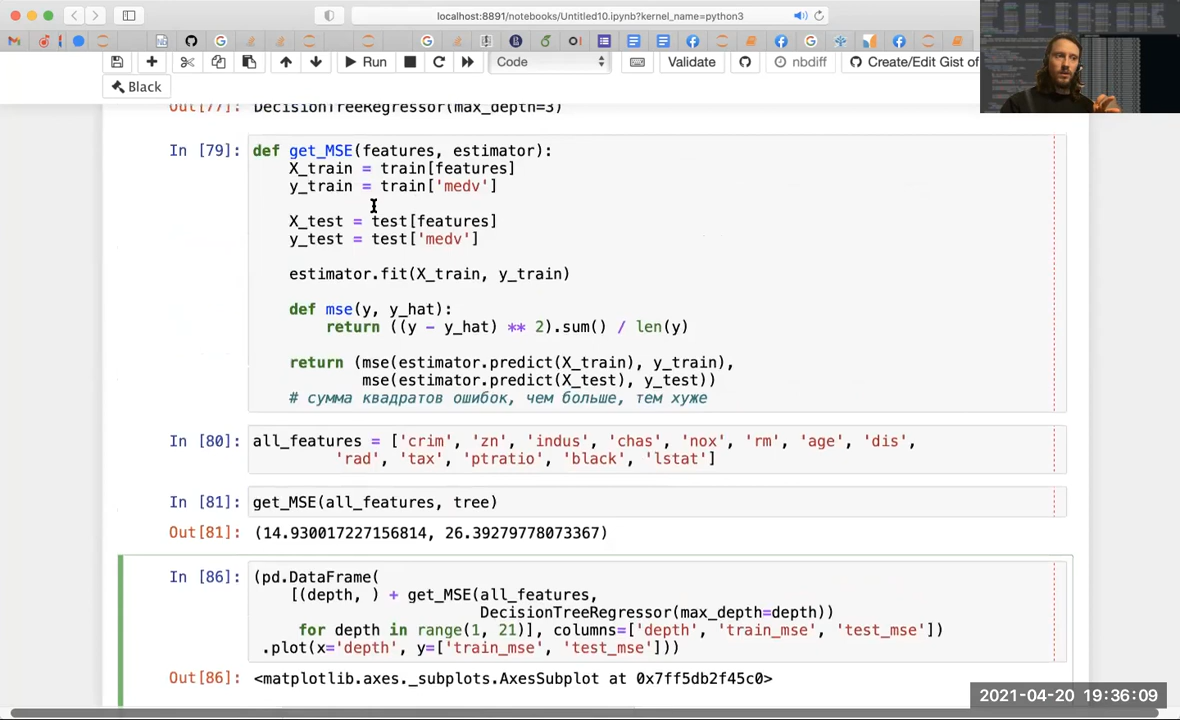 localhost:8891/notebooks/Untitled10.ipynb?kernel_name=python3
Run
Code
Validate
nbdiff
Create/Edit Gist of
Black
Out[77]: DecisionTreeRegressor(max_depth=3)
In [79]: def get_MSE(features, estimator):
X_train = train[features]
y_train = train['medv']
X_test = test[features]
y_test = test['medv']
estimator.fit(X_train, y_train)
def mse(y, y_hat):
return ((y - y_hat) ** 2).sum() / len(y)
return (mse(estimator.predict(X_train), y_train),
mse(estimator.predict(X_test), y_test))
# сумма квадратов ошибок, чем больше, тем хуже
In [80]: all_features = ['crim', 'zn', 'indus', 'chas', 'nox', 'rm', 'age', 'dis',
'rad', 'tax', 'ptratio', 'black', 'lstat']
In [81]: get_MSE(all_features, tree)
Out[81]: (14.930017227156814, 26.39279778073367)
In [86]: (pd.DataFrame(
[(depth, ) + get_MSE(all_features,
DecisionTreeRegressor(max_depth=depth))
for depth in range(1, 21)], columns=['depth', 'train_mse', 'test_mse'])
.plot(x='depth', y=['train_mse', 'test_mse']))
Out[86]: <matplotlib.axes._subplots.AxesSubplot at 0x7ff5db2f45c0>
2021-04-20 19:36:09